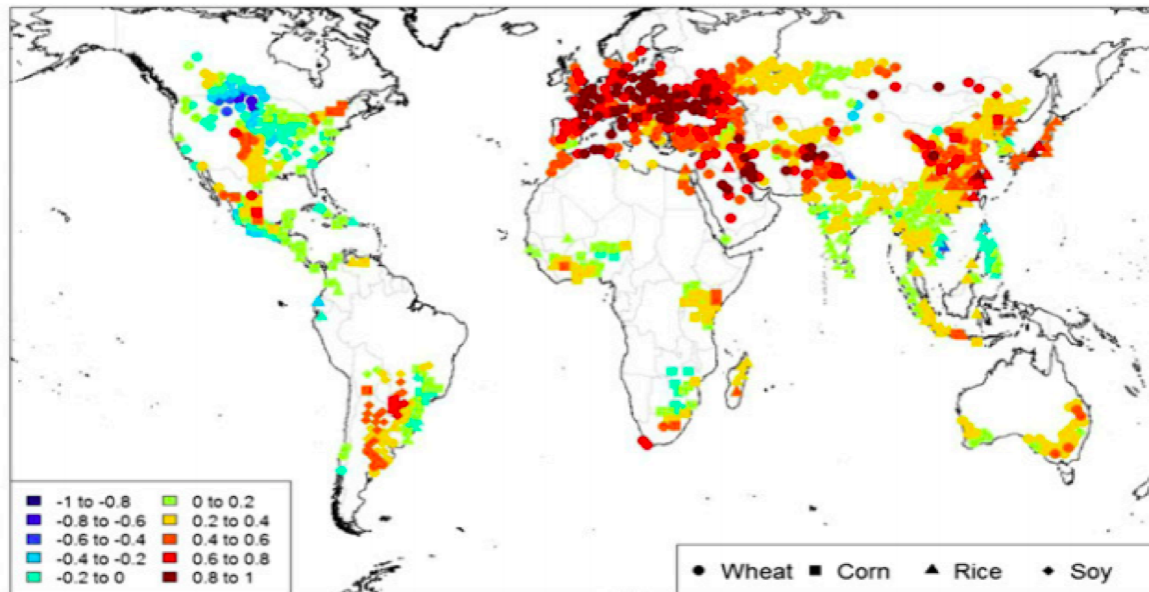 -1 to -0.8
-0.8 to -0.6
-0.6 to -0.4
-0.4 to -0.2
-0.2 to 0
0 to 0.2
0.2 to 0.4
0.4 to 0.6
0.6 to 0.8
0.8 to 1
Wheat Corn Rice Soy